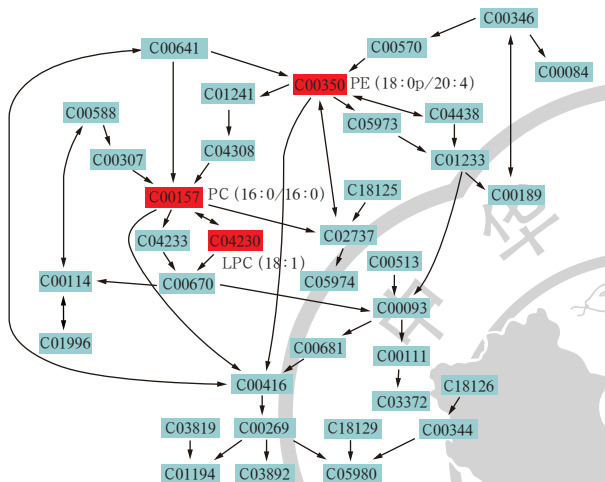 C00346
C00641
C00570
C00084
C00350 PE (18:0p/20:4)
C01241
C00588
C05973
C04438
C00307
C04308
C01233
C00157 PC (16:0/16:0)
C18125
C00189
C04233
C04230
C02737
LPC (18:1)
C00513
C05974
C00114
C00670
C00093
C01996
C00681
C00111
C00416
C18126
C03372
C03819
C00269
C18129
C00344
C01194
C03892
C05980
中
华